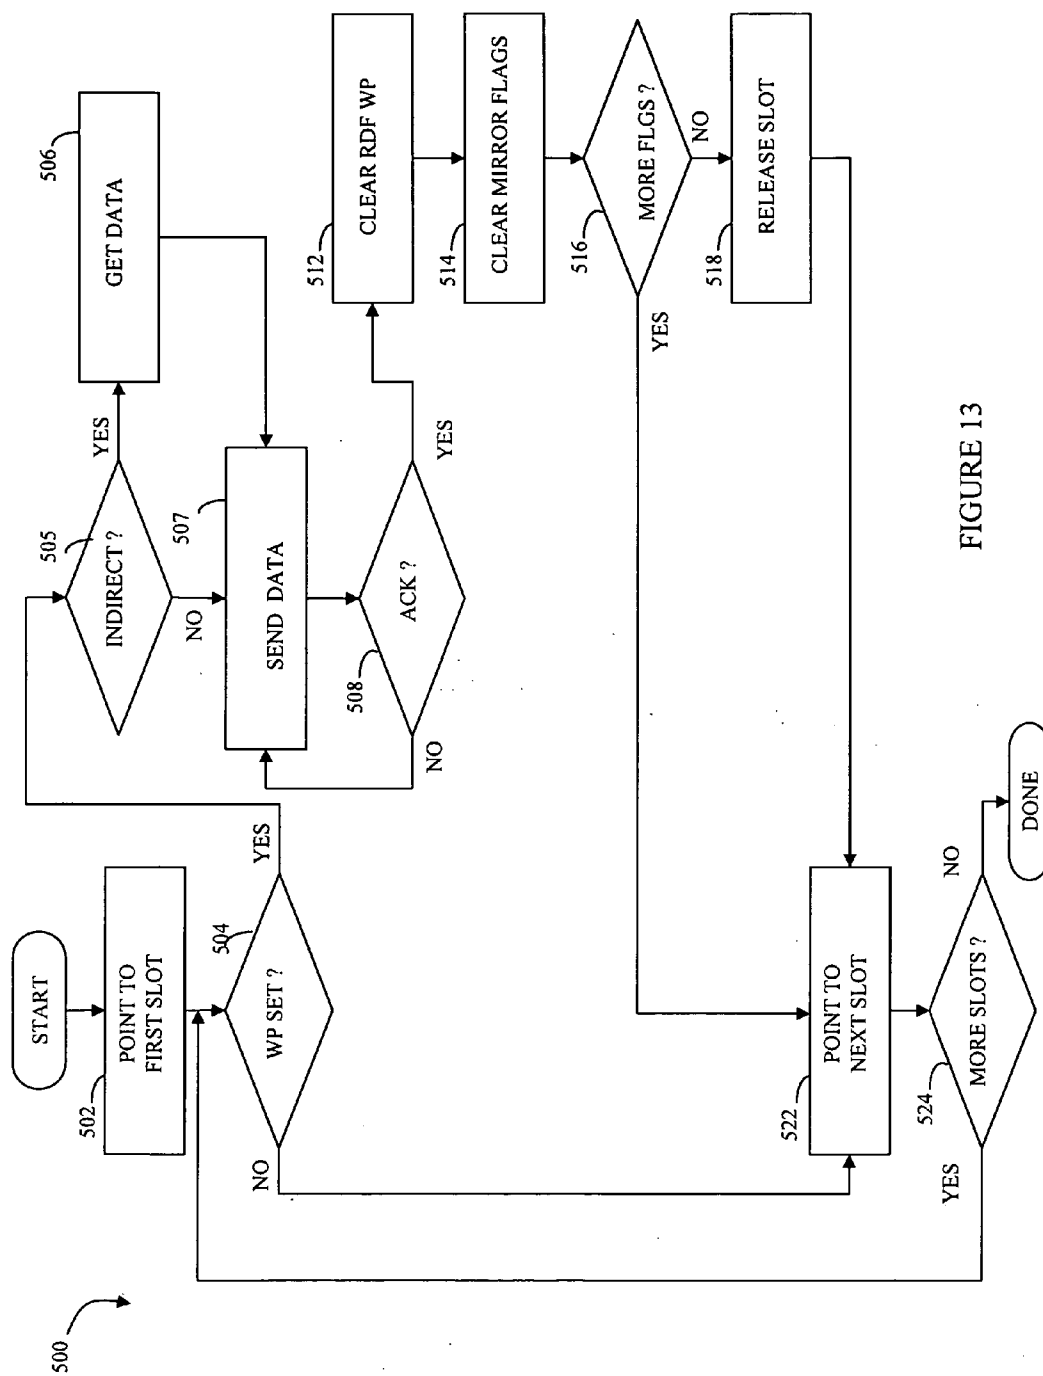 500
START
502
POINT TO
FIRST SLOT
504
WP SET ?
YES
NO
505
INDIRECT ?
YES
NO
506
GET DATA
507
SEND DATA
508
ACK ?
YES
NO
512
CLEAR RDF WP
514
CLEAR MIRROR FLAGS
516
MORE FLGS ?
YES
NO
518
RELEASE SLOT
522
POINT TO
NEXT SLOT
524
MORE SLOTS ?
YES
NO
DONE
FIGURE 13